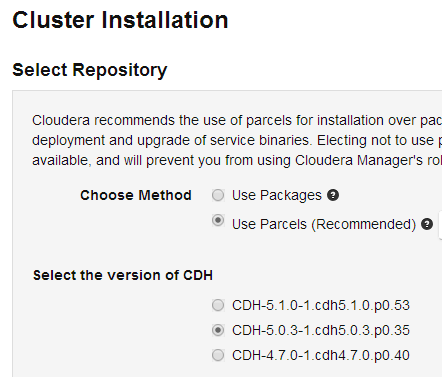 Cluster Installation
Select Repository
Cloudera recommends the use of parcels for installation over pac
deployment and upgrade of service binaries. Electing not to use p
available, and will prevent you from using Cloudera Manager's rol
Choose Method Use Packages ?
Use Parcels (Recommended) ?
Select the version of CDH
CDH-5.1.0-1.cdh5.1.0.p0.53
CDH-5.0.3-1.cdh5.0.3.p0.35
CDH-4.7.0-1.cdh4.7.0.p0.40